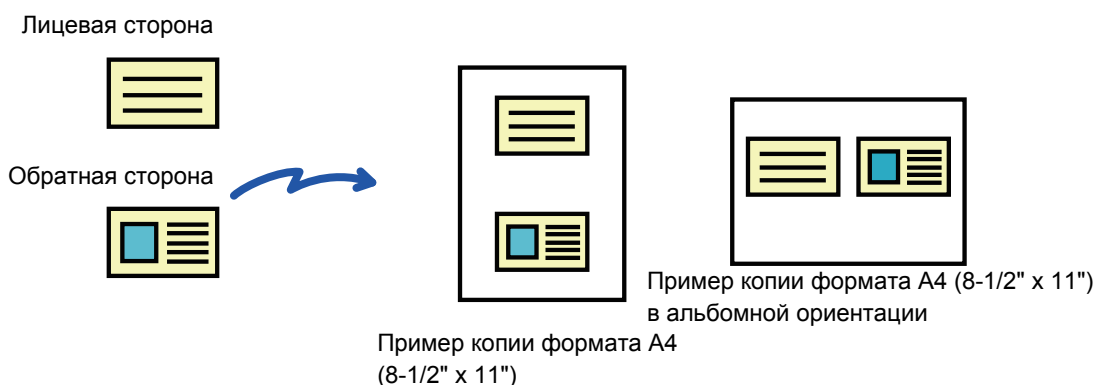 Лицевая сторона
Обратная сторона
Пример копии формата A4
(8-1/2" x 11")
Пример копии формата A4 (8-1/2" x 11")
в альбомной ориентации